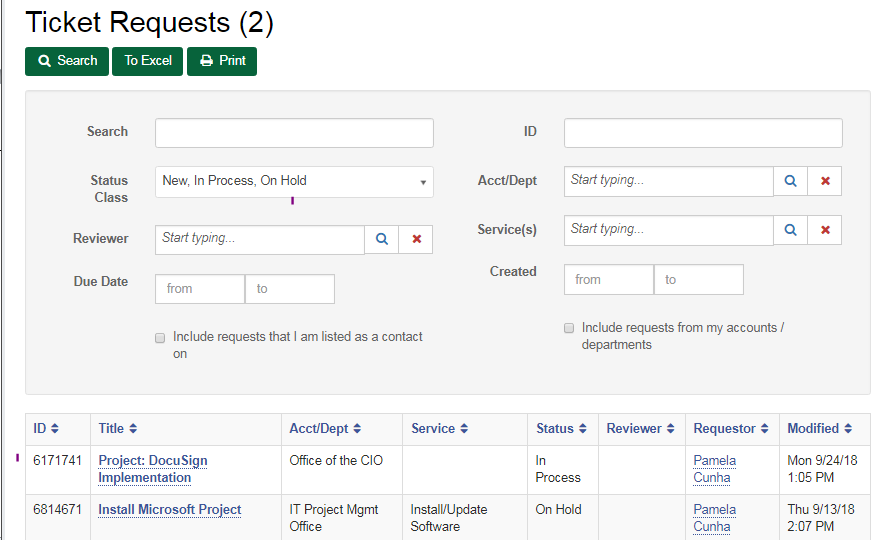 Ticket Requests (2)
Search To Excel Print
Search ID
Status Class New, In Process, On Hold Acct/Dept Start typing...
Reviewer Start typing... Service(s) Start typing...
Due Date from to Created from to
Include requests that I am listed as a contact
on
Include requests from my accounts /
departments
ID Title Acct/Dept Service Status Reviewer Requestor Modified
6171741 Project: DocuSign Office of the CIO In Pamela Mon 9/24/18
Implementation Process Cunha 1:05 PM
6814671 Install Microsoft Project IT Project Mgmt Install/Update On Hold Pamela Thu 9/13/18
Office Software Cunha 2:07 PM